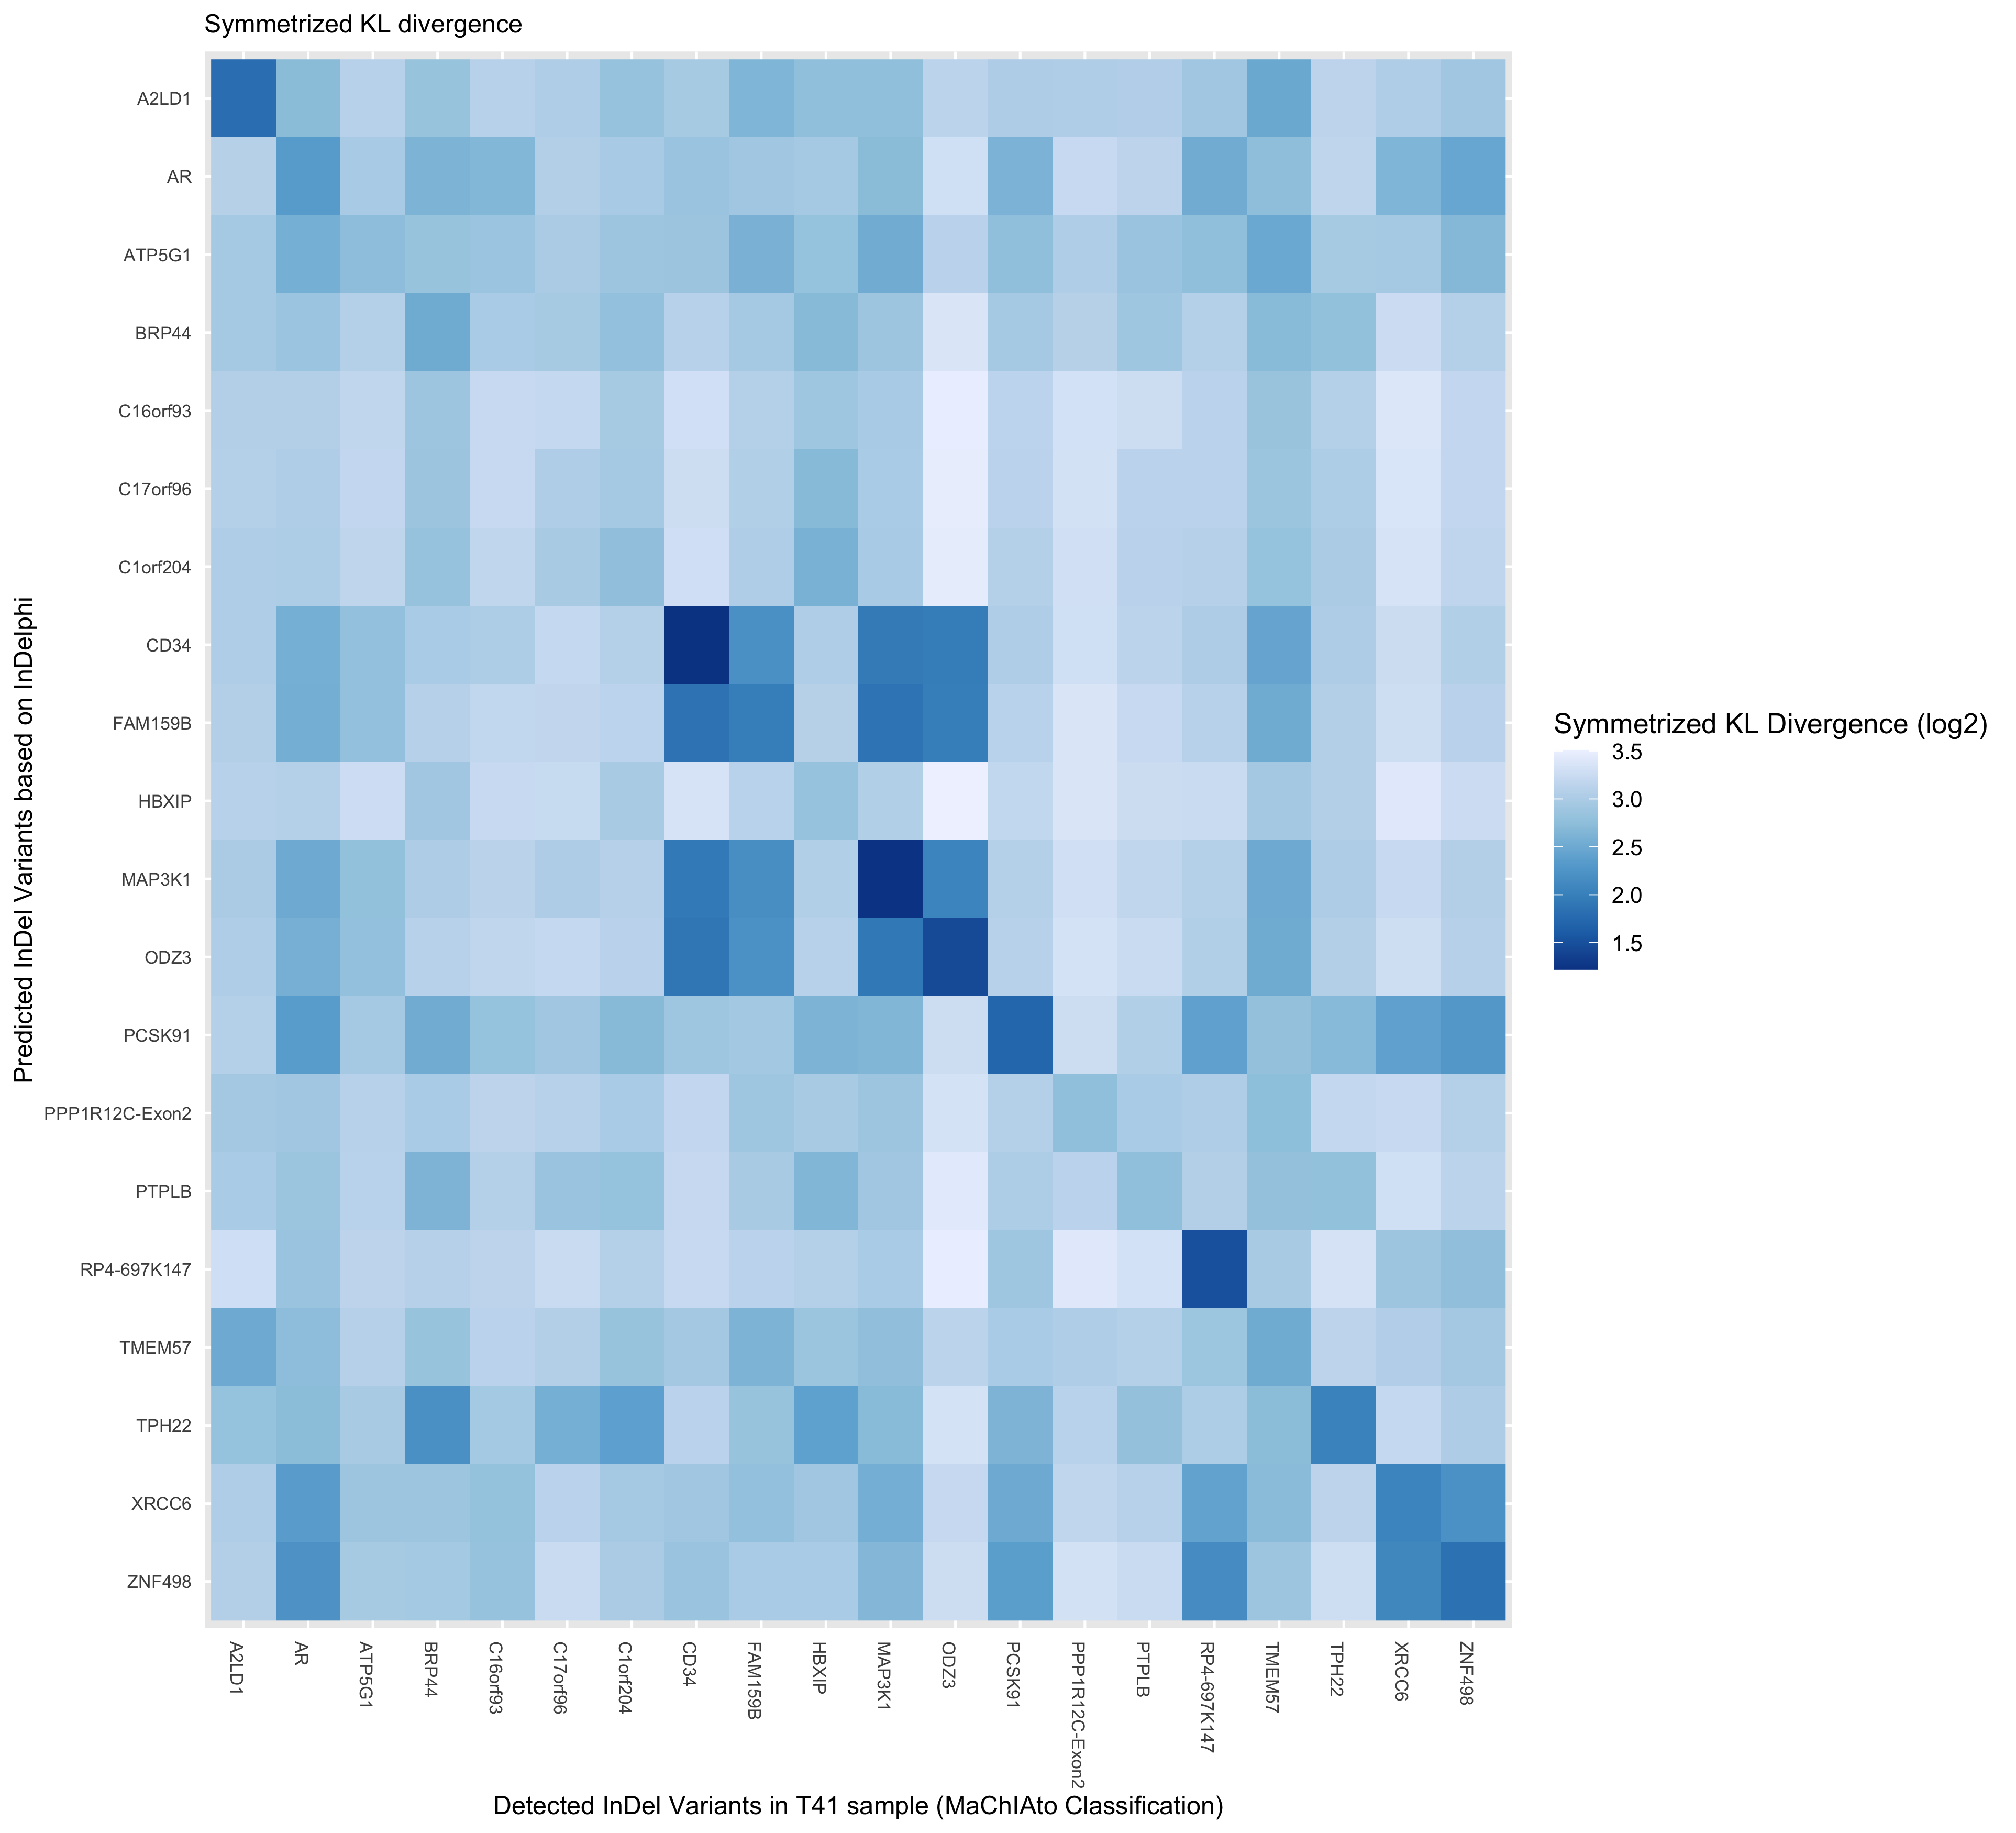 Symmetrized KL divergence
Predicted InDel Variants based on InDelphi
A2LD1
AR
ATP5G1
BRP44
C16orf93
C17orf96
C1orf204
CD34
FAM159B
HBXIP
MAP3K1
ODZ3
PCSK91
PPP1R12C-Exon2
PTPLB
RP4-697K147
TMEM57
TPH22
XRCC6
ZNF498
A2LD1
AR
ATP5G1
BRP44
C16orf93
C17orf96
C1orf204
CD34
FAM159B
HBXIP
MAP3K1
ODZ3
PCSK91
PPP1R12C-Exon2
PTPLB
RP4-697K147
TMEM57
TPH22
XRCC6
ZNF498
Detected InDel Variants in T41 sample (MaChIAto Classification)
Symmetrized KL Divergence (log2)
3.5
3.0
2.5
2.0
1.5